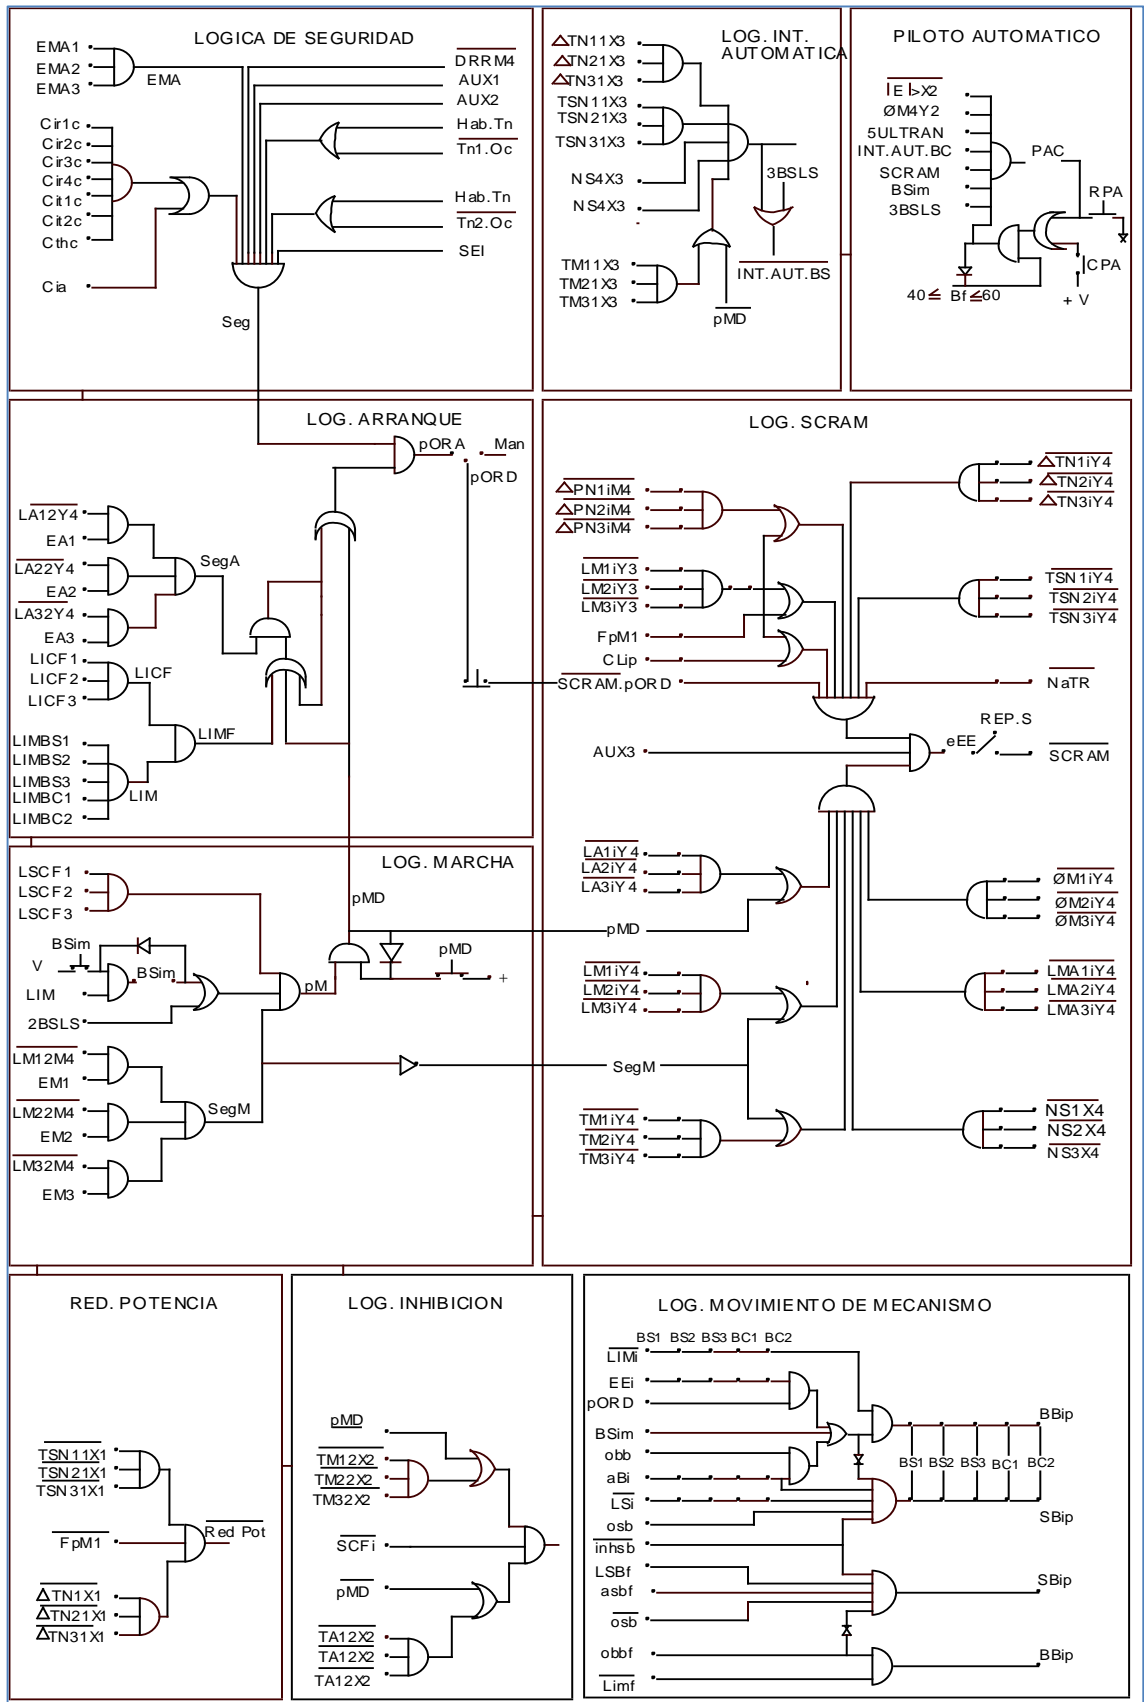 LOGICA DE SEGURIDAD
EMA1
EMA2
EMA3
EMA
DRRM4
AUX1
AUX2
Cir1c
Cir2c
Cir3c
Cir4c
Cit1c
Cit2c
Cthc
Cia
Hab.Tn
Tn1.Oc
Hab.Tn
Tn2.Oc
SEI
Seg
LOG. INT.
AUTOMATICA
△TN11X3
△TN21X3
△TN31X3
TSN11X3
TSN21X3
TSN31X3
NS4X3
NS4X3
TM11X3
TM21X3
TM31X3
3BSLS
INT.AUT.BS
pMD
PILOTO AUTOMATICO
|E|>X2
ØM4Y2
5ULTRAN
INT.AUT.BC
SCRAM
BSim
3BSLS
PAC
RPA
CPA
+ V
40≤ Bf ≤60
LOG. ARRANQUE
pORA
Man
pORD
LA12Y4
EA1
LA22Y4
EA2
LA32Y4
EA3
SegA
LICF1
LICF2
LICF3
LICF
LIMF
LIMBS1
LIMBS2
LIMBS3
LIMBC1
LIMBC2
LIM
LOG. SCRAM
△PN1iM4
△PN2iM4
△PN3iM4
LM1iY3
LM2iY3
LM3iY3
FpM1
CLip
SCRAM.pORD
AUX3
△TN1iY4
△TN2iY4
△TN3iY4
TSN1iY4
TSN2iY4
TSN3iY4
NaTR
REP.S
eEE
SCRAM
LA1iY4
LA2iY4
LA3iY4
pMD
LM1iY4
LM2iY4
LM3iY4
SegM
TM1iY4
TM2iY4
TM3iY4
ØM1iY4
ØM2iY4
ØM3iY4
LMA1iY4
LMA2iY4
LMA3iY4
NS1X4
NS2X4
NS3X4
LOG. MARCHA
LSCF1
LSCF2
LSCF3
pMD
BSim
V
LIM
BSim
2BSLS
pM
pMD
+
LM12M4
EM1
LM22M4
EM2
LM32M4
EM3
SegM
RED. POTENCIA
TSN11X1
TSN21X1
TSN31X1
FpM1
Red Pot
△TN1X1
△TN21X1
△TN31X1
LOG. INHIBICION
pMD
TM12X2
TM22X2
TM32X2
SCFi
pMD
TA12X2
TA12X2
TA12X2
LOG. MOVIMIENTO DE MECANISMO
BS1 BS2 BS3 BC1 BC2
LIMi
EEi
pORD
BSim
obb
aBi
LSi
osb
inhsb
LSBf
asbf
osb
obbf
Limf
BBip
BS1 BS2 BS3 BC1 BC2
SBip
SBip
BBip